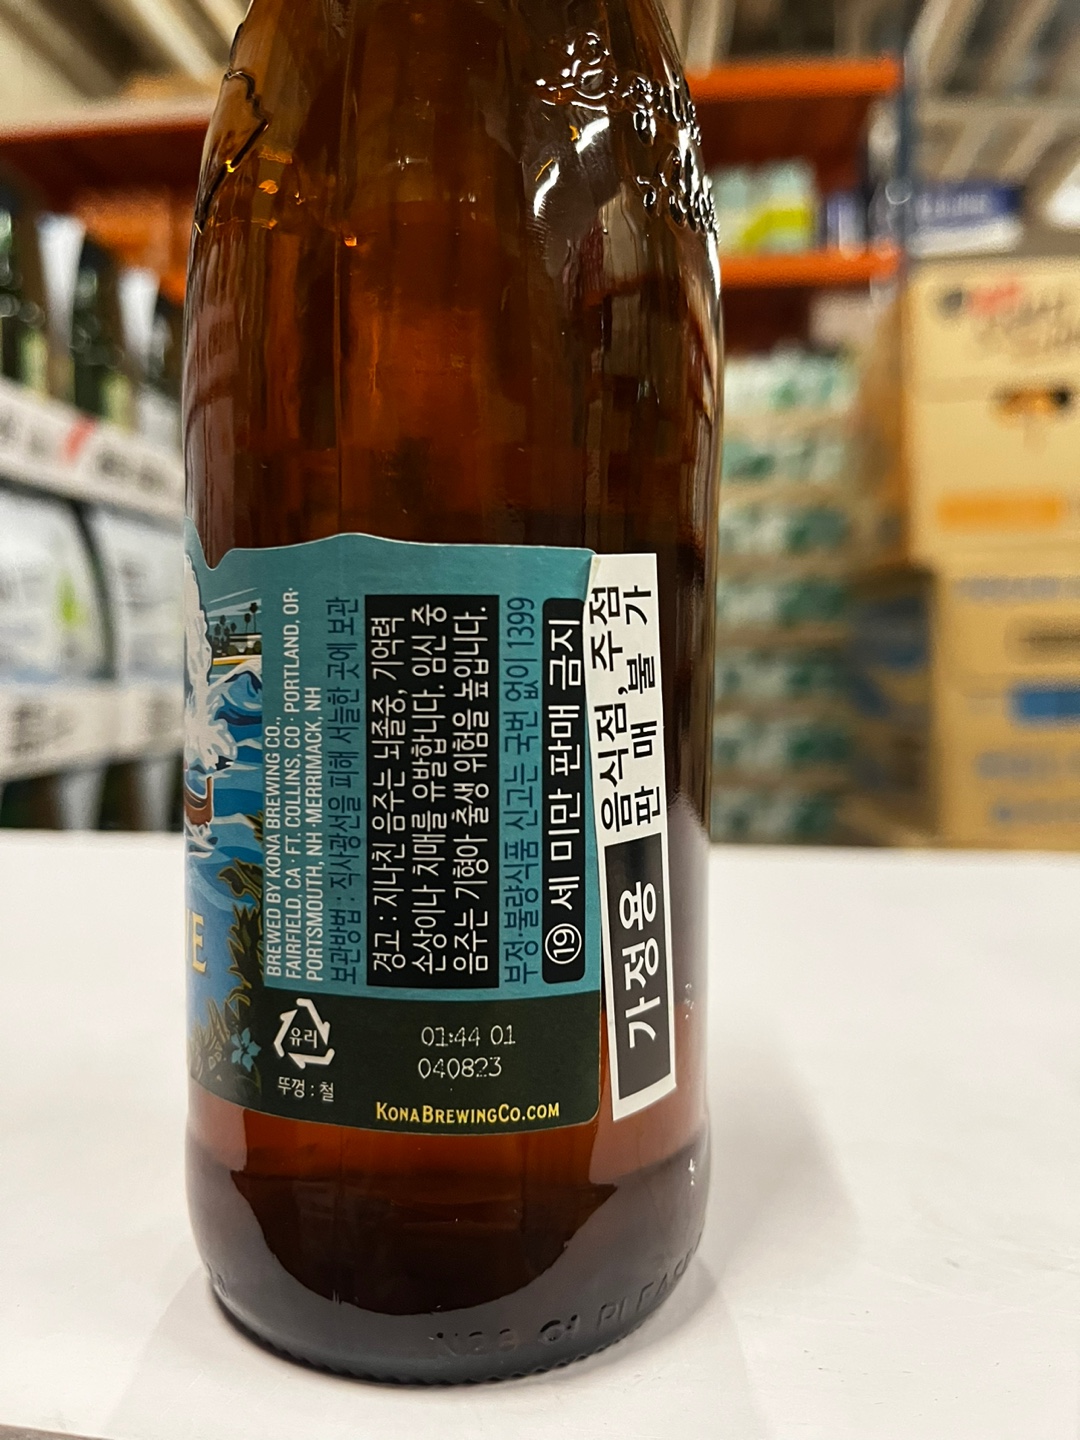 BREWED BY KONA BREWING CO.,
FAIRFIELD, CA · FT. COLLINS, CO · PORTLAND, OR ·
PORTSMOUTH, NH · MERRIMACK, NH
보관방법 : 직사광선을 피해 서늘한 곳에 보관
경고 : 지나친 음주는 뇌졸중, 기억력
손상이나 치매를 유발합니다. 임신 중
음주는 기형아 출생 위험을 높입니다.
부정·불량식품 신고는 국번 없이 1399
19 세 미만 판매 금지
가정용
음식점, 주점
판매불가
E
유리
뚜껑 : 철
01:44 01
040823
KONABREWINGCO.COM